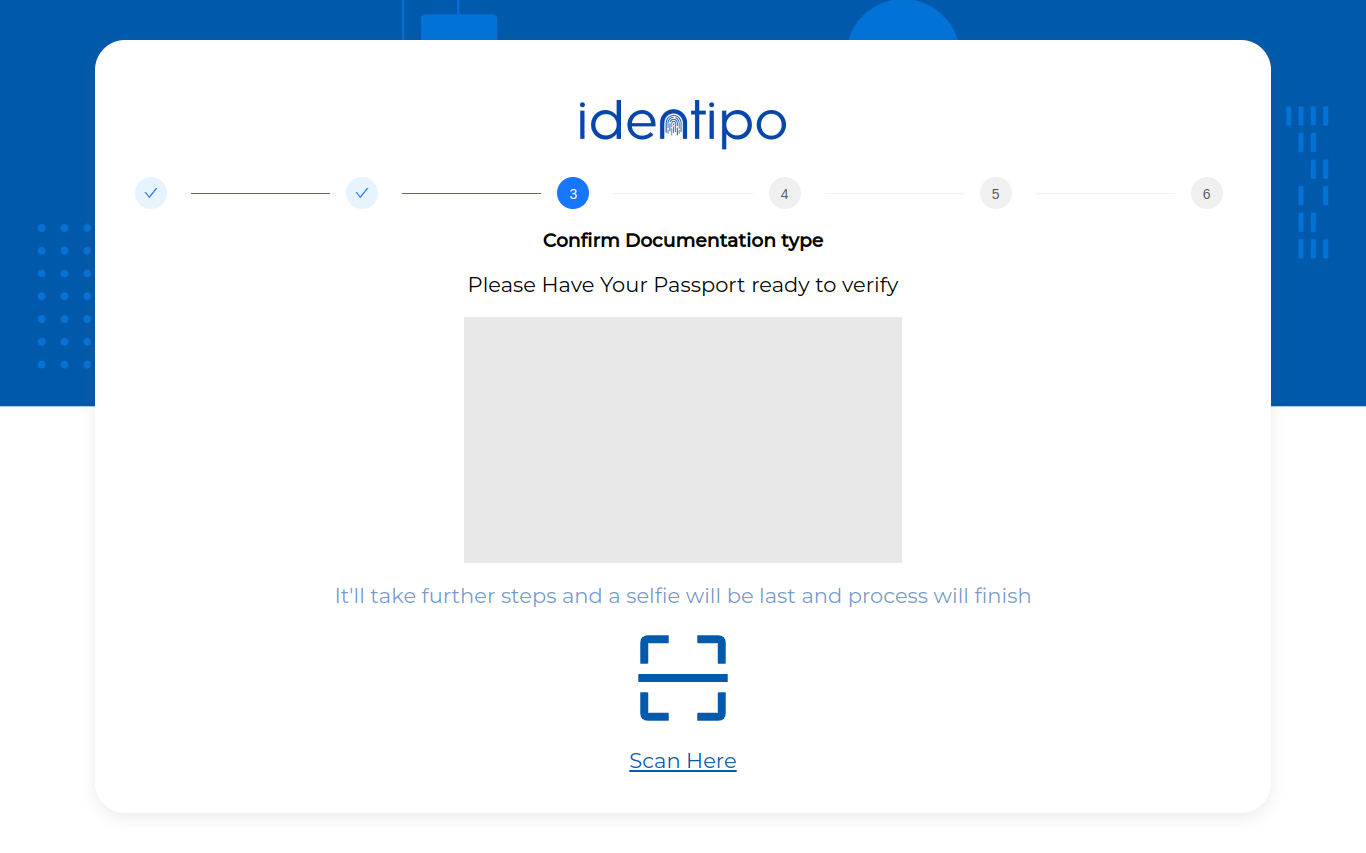 identipo
3 4 5 6
Confirm Documentation type
Please Have Your Passport ready to verify
It'll take further steps and a selfie will be last and process will finish
Scan Here